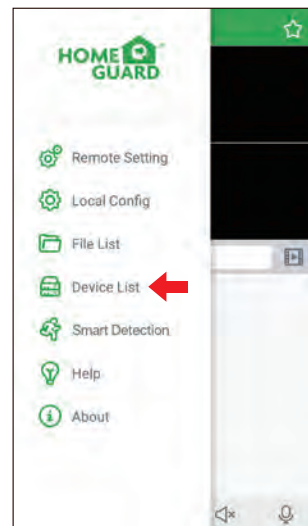 HOME
GUARD
Remote Setting
Local Config
File List
Device List
Smart Detection
Help
About